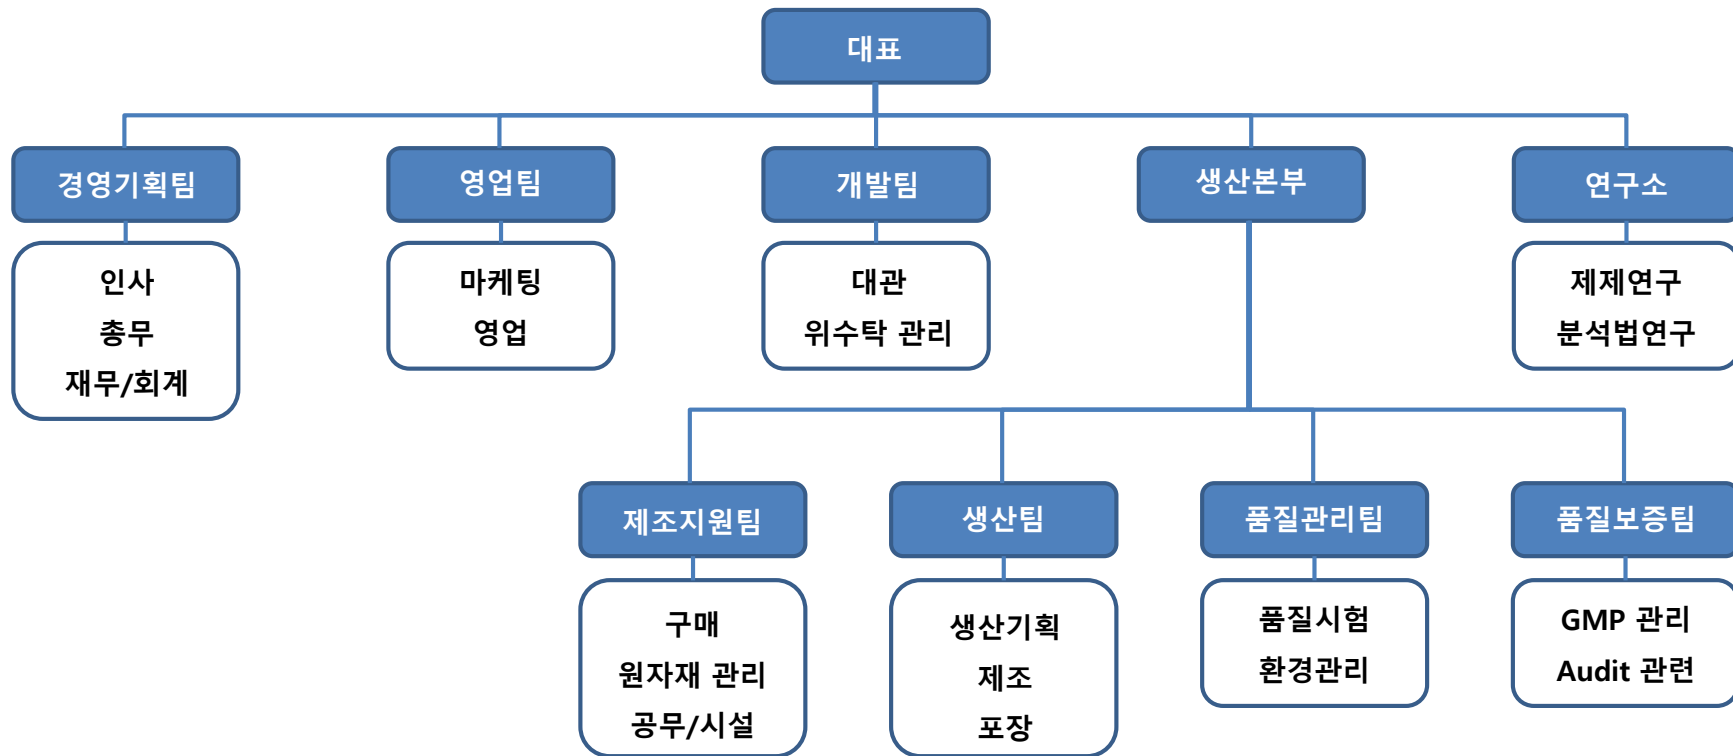 대표
경영기획팀
영업팀
개발팀
생산본부
연구소
인사
총무
재무/회계
마케팅
영업
대관
위수탁 관리
제제연구
분석법연구
제조지원팀
생산팀
품질관리팀
품질보증팀
구매
원자재 관리
공무/시설
생산기획
제조
포장
품질시험
환경관리
GMP 관리
Audit 관련